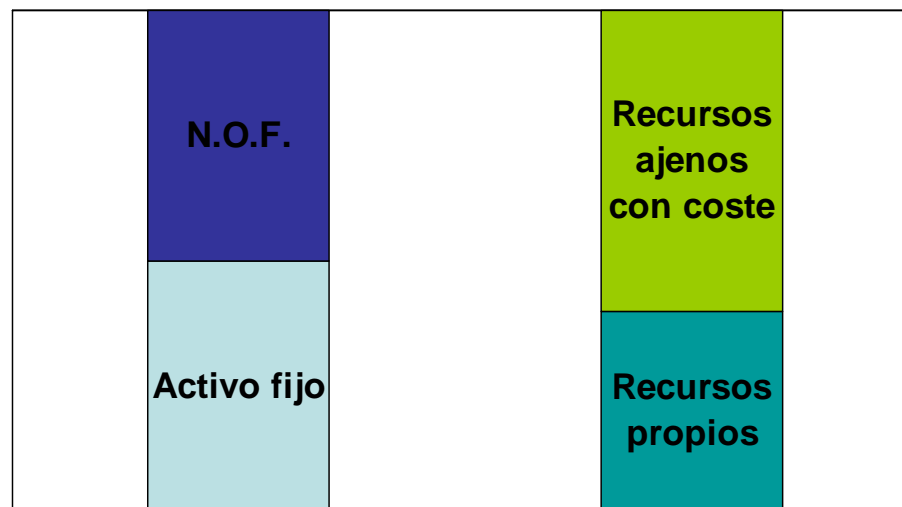 N.O.F.
Activo fijo
Recursos
ajenos
con coste
Recursos
propios